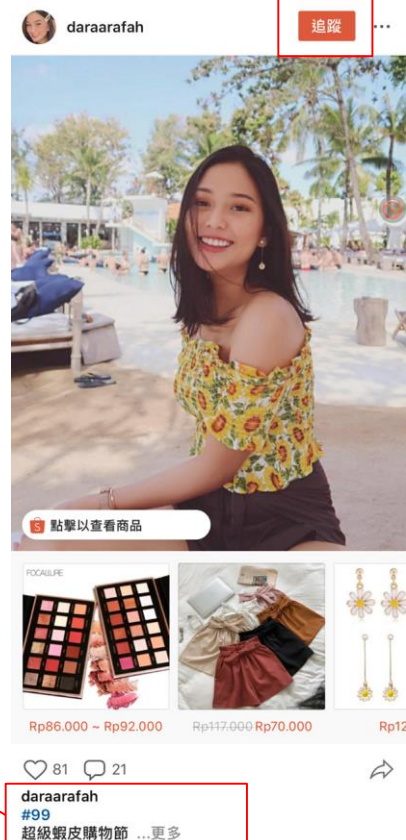 daraarafah
追蹤
點擊以查看商品
FOCALLURE
Rp86.000 ~ Rp92.000
Rp117.000 Rp70.000
Rp12
81
21
daraarafah
#99
超級蝦皮購物節 ...更多